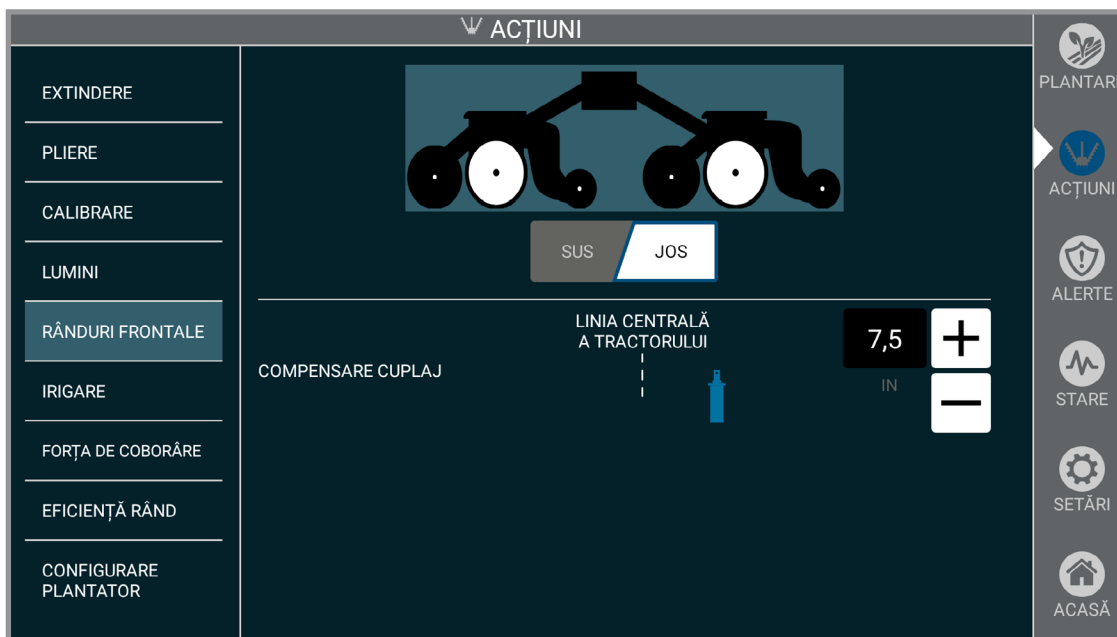 ACȚIUNI
EXTINDERE
PLIERE
CALIBRARE
LUMINI
RÂNDURI FRONTALE
IRIGARE
FORȚA DE COBORÂRE
EFICIENȚĂ RÂND
CONFIGURARE
PLANTATOR
SUS
JOS
COMPENSARE CUPLAJ
LINIA CENTRALĂ
A TRACTORULUI
7,5
IN
PLANTARE
ACȚIUNI
ALERTE
STARE
SETĂRI
ACASĂ